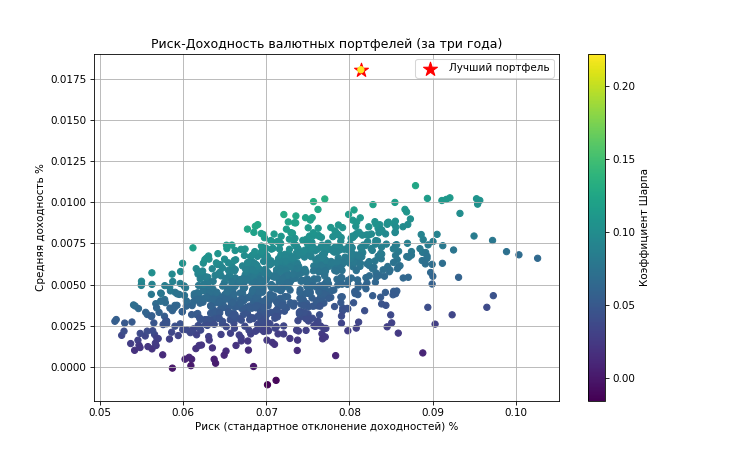 Риск-Доходность валютных портфелей (за три года)
Лучший портфель
0.0175
0.0150
0.0125
0.0100
0.0075
0.0050
0.0025
0.0000
Средняя доходность %
0.05 0.06 0.07 0.08 0.09 0.10
Риск (стандартное отклонение доходностей) %
0.20
0.15
0.10
0.05
0.00
Коэффициент Шарпа